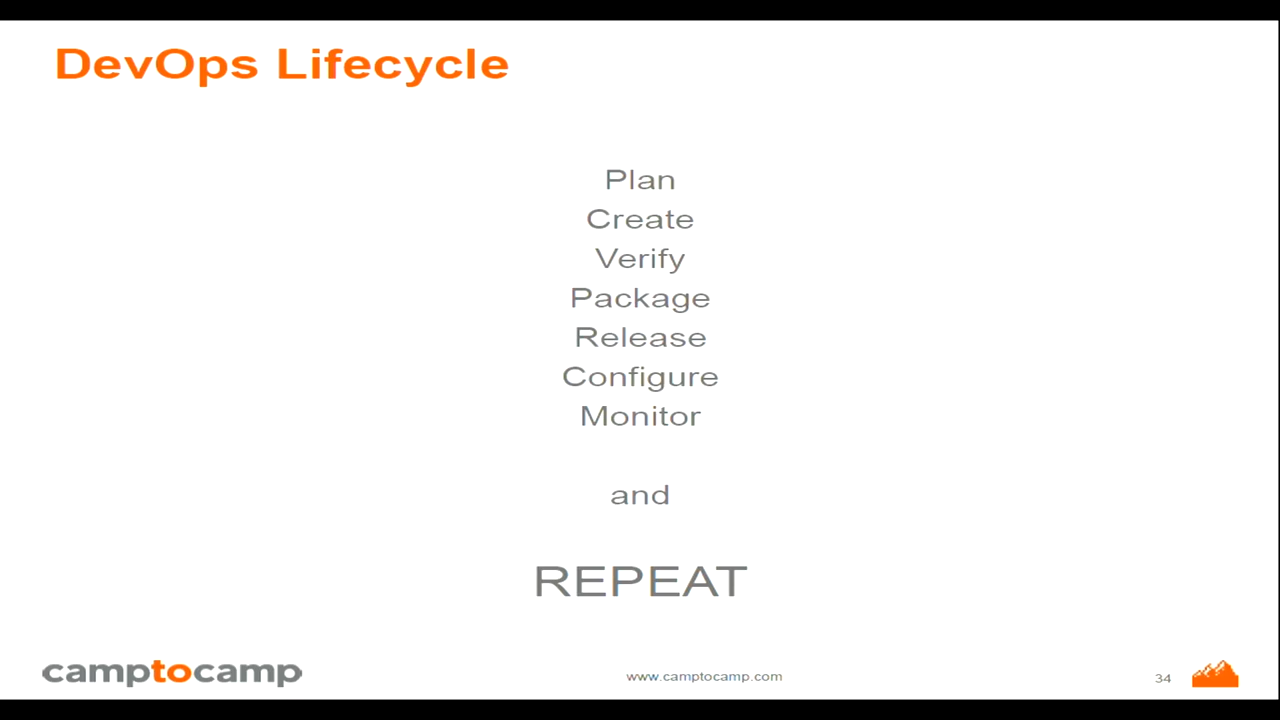 DevOps Lifecycle
Plan
Create
Verify
Package
Release
Configure
Monitor
and
REPEAT
camptocamp
www.camptocamp.com
34